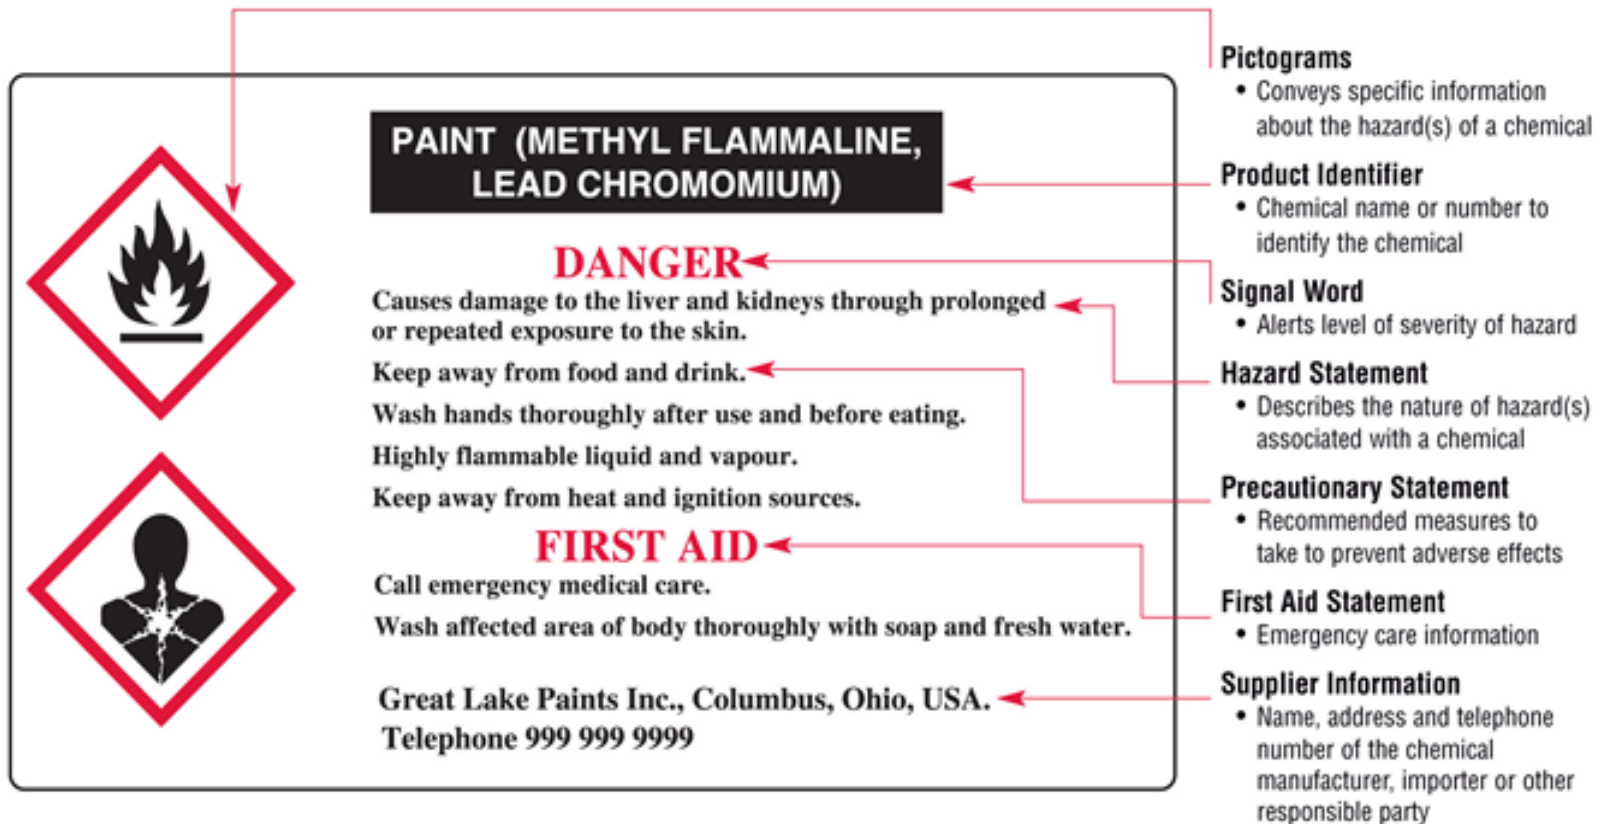 PAINT (METHYL FLAMMALINE,
LEAD CHROMOMIUM)
DANGER
Causes damage to the liver and kidneys through prolonged
or repeated exposure to the skin.
Keep away from food and drink.
Wash hands thoroughly after use and before eating.
Highly flammable liquid and vapour.
Keep away from heat and ignition sources.
FIRST AID
Call emergency medical care.
Wash affected area of body thoroughly with soap and fresh water.
Great Lake Paints Inc., Columbus, Ohio, USA.
Telephone 999 999 9999
Pictograms
• Conveys specific information
about the hazard(s) of a chemical
Product Identifier
• Chemical name or number to
identify the chemical
Signal Word
• Alerts level of severity of hazard
Hazard Statement
• Describes the nature of hazard(s)
associated with a chemical
Precautionary Statement
• Recommended measures to
take to prevent adverse effects
First Aid Statement
• Emergency care information
Supplier Information
• Name, address and telephone
number of the chemical
manufacturer, importer or other
responsible party